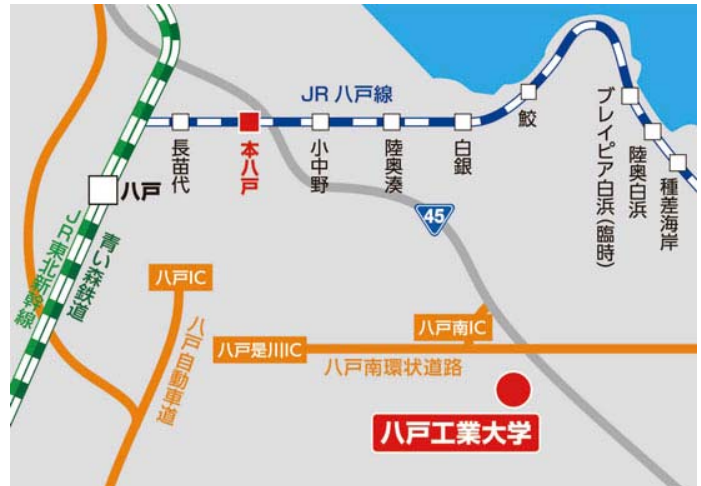 JR 八戸線
長苗代
本八戸
小中野
陸奥湊
白銀
鮫
プレイピア白浜(臨時)
陸奥白浜
種差海岸
八戸
青い森鉄道
JR東北新幹線
45
八戸IC
八戸自動車道
八戸南IC
八戸是川IC
八戸南環状道路
八戸工業大学